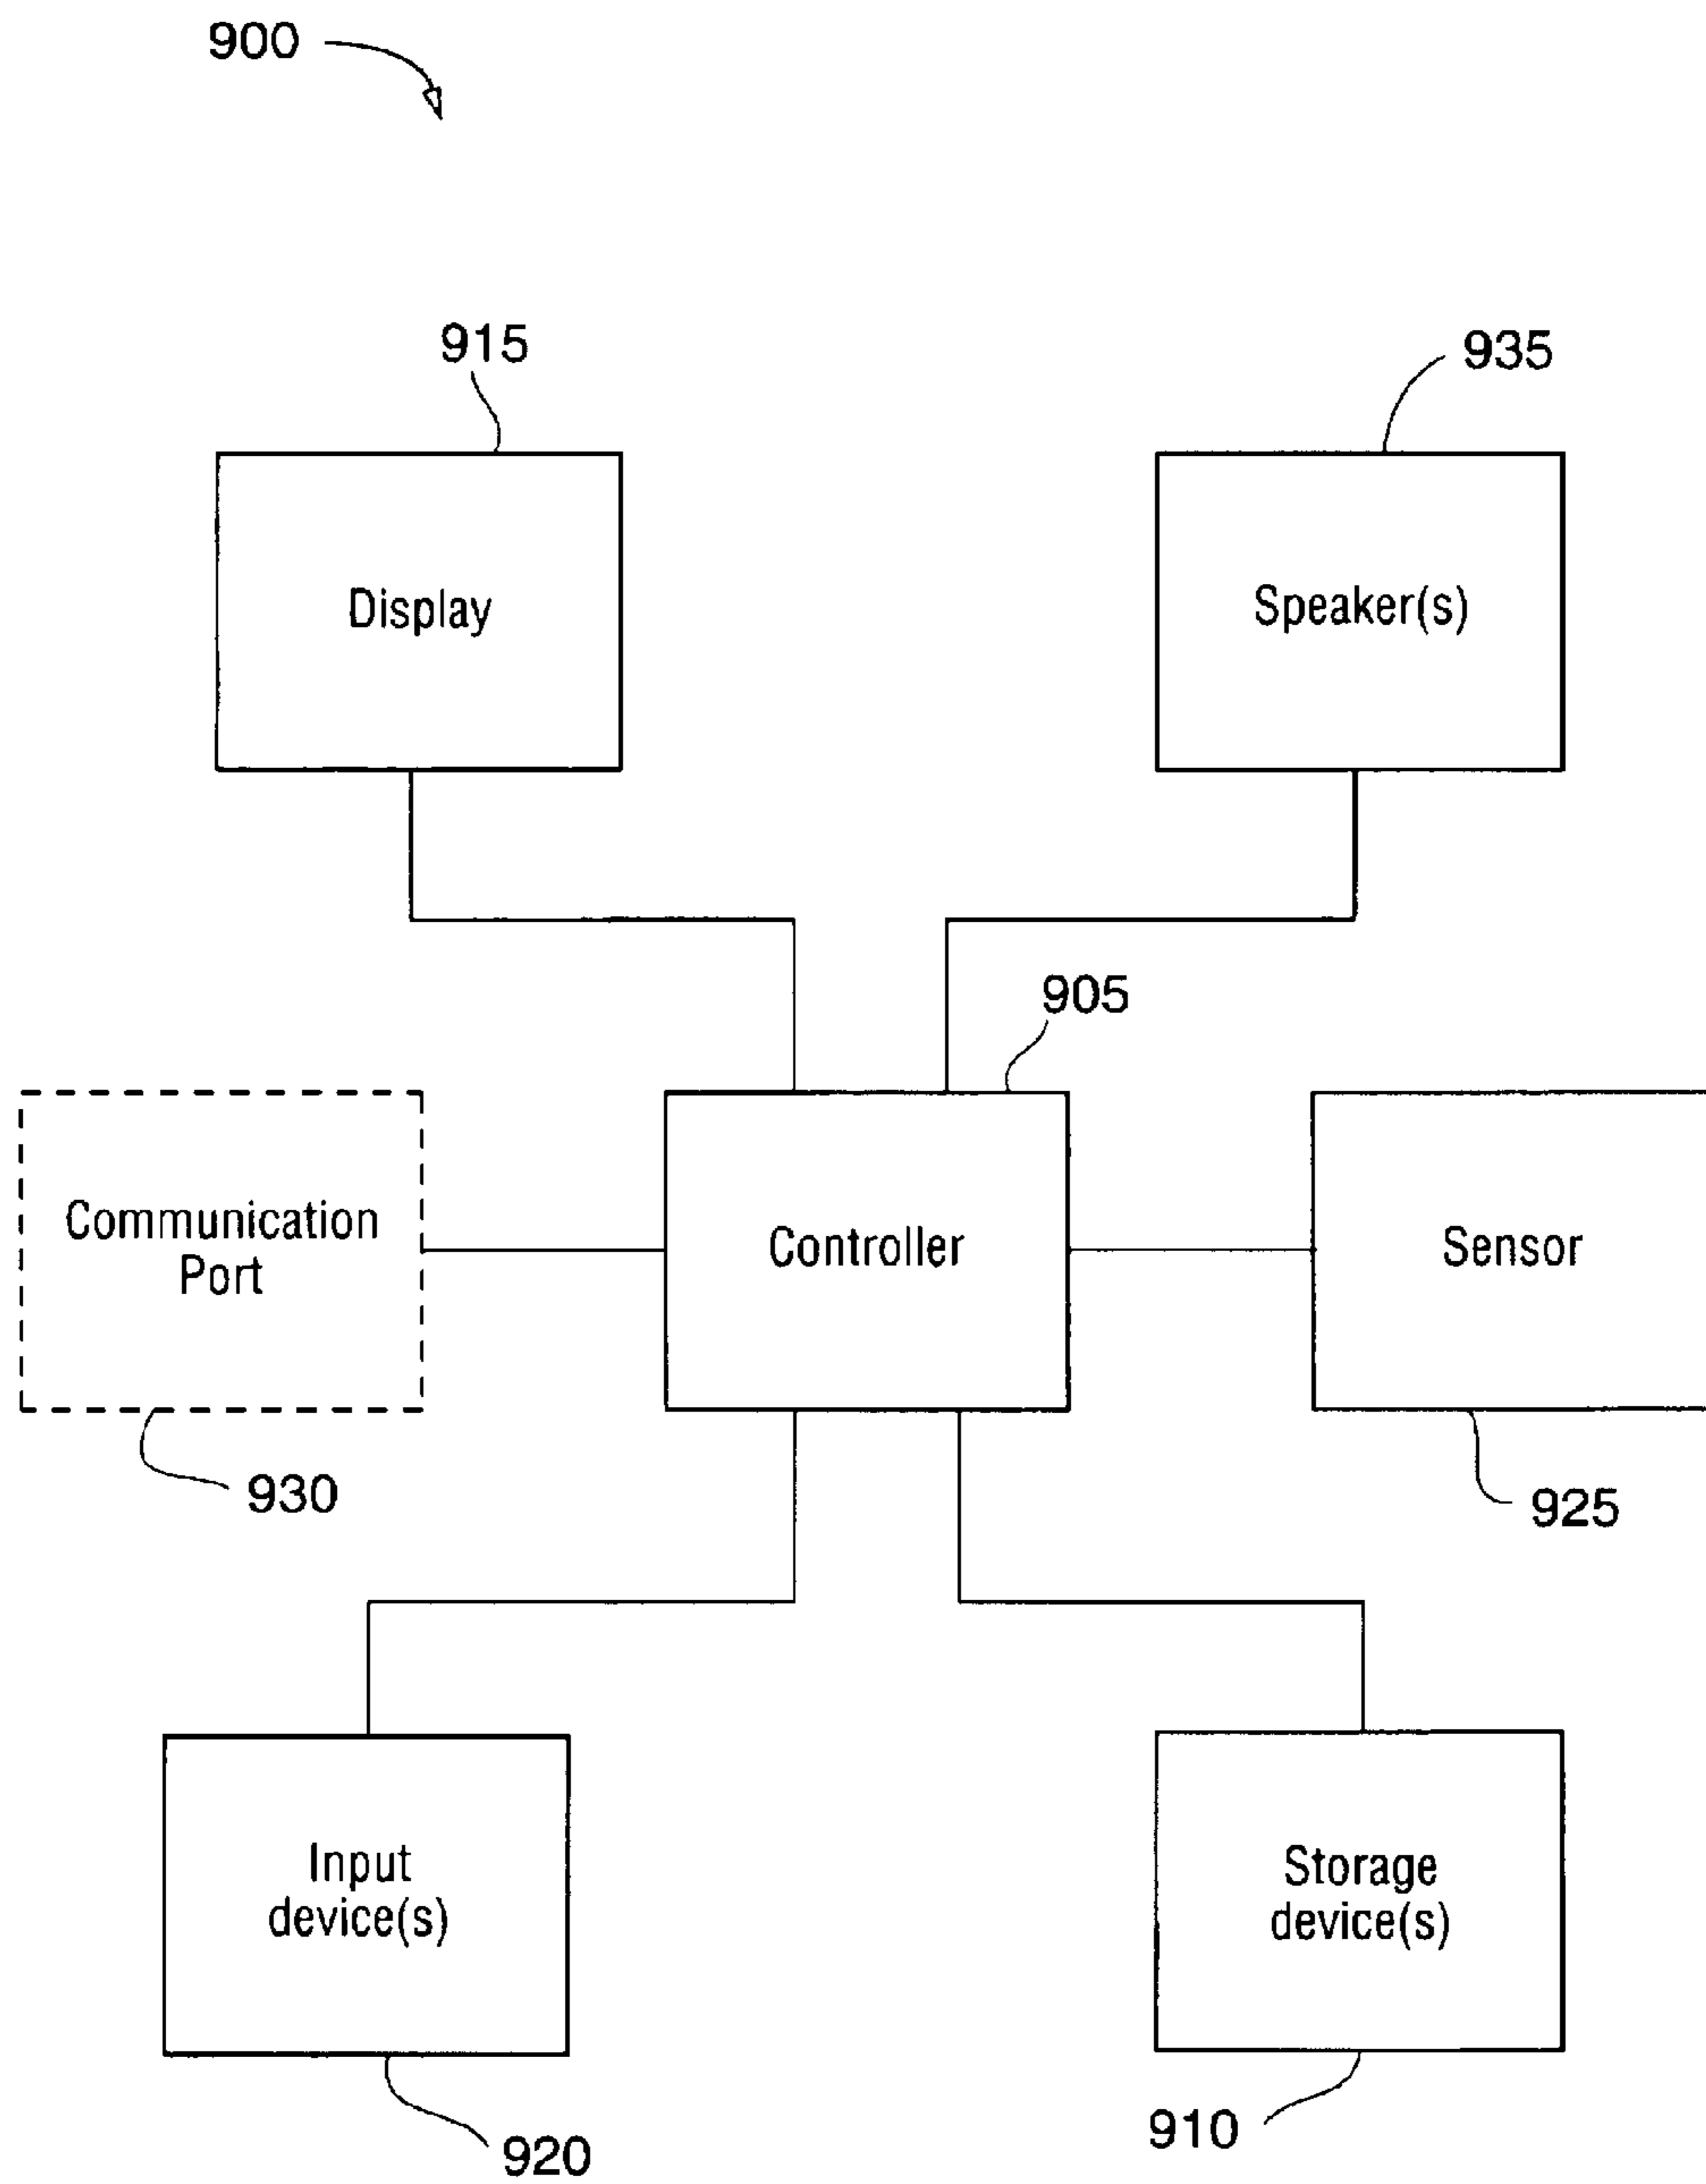 900
915
935
Display
Speaker(s)
905
Communication
Port
Controller
Sensor
930
925
Input
device(s)
Storage
device(s)
920
910